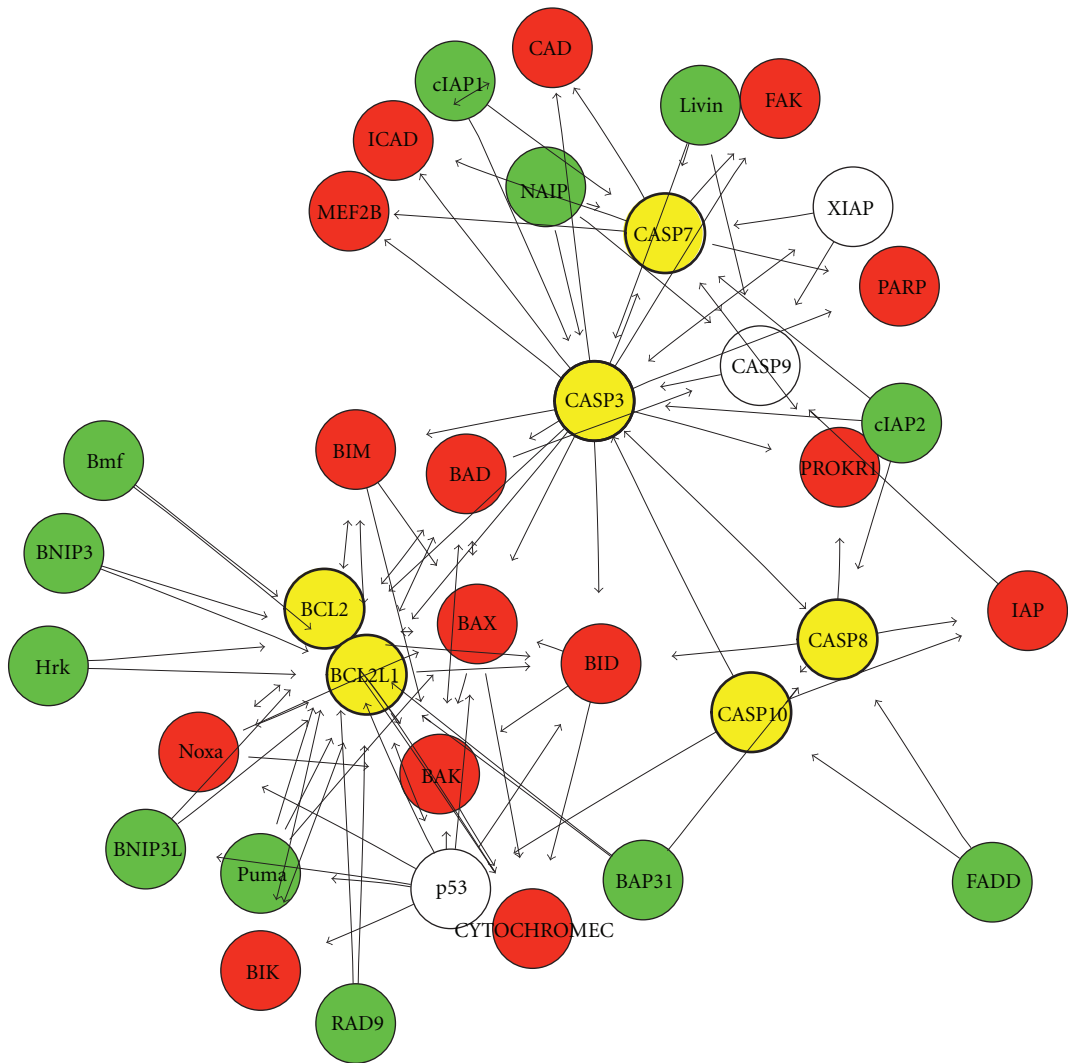 CAD
cIAP1
Livin
FAK
ICAD
NAIP
MEF2B
XIAP
CASP7
PARP
CASP9
CASP3
cIAP2
BIM
Bmf
BAD
PROKR1
BNIP3
BCL2
IAP
BAX
CASP8
Hrk
BID
BCL2L1
CASP10
Noxa
BAK
BNIP3L
Puma
p53
BAP31
FADD
CYTOCHROMEC
BIK
RAD9